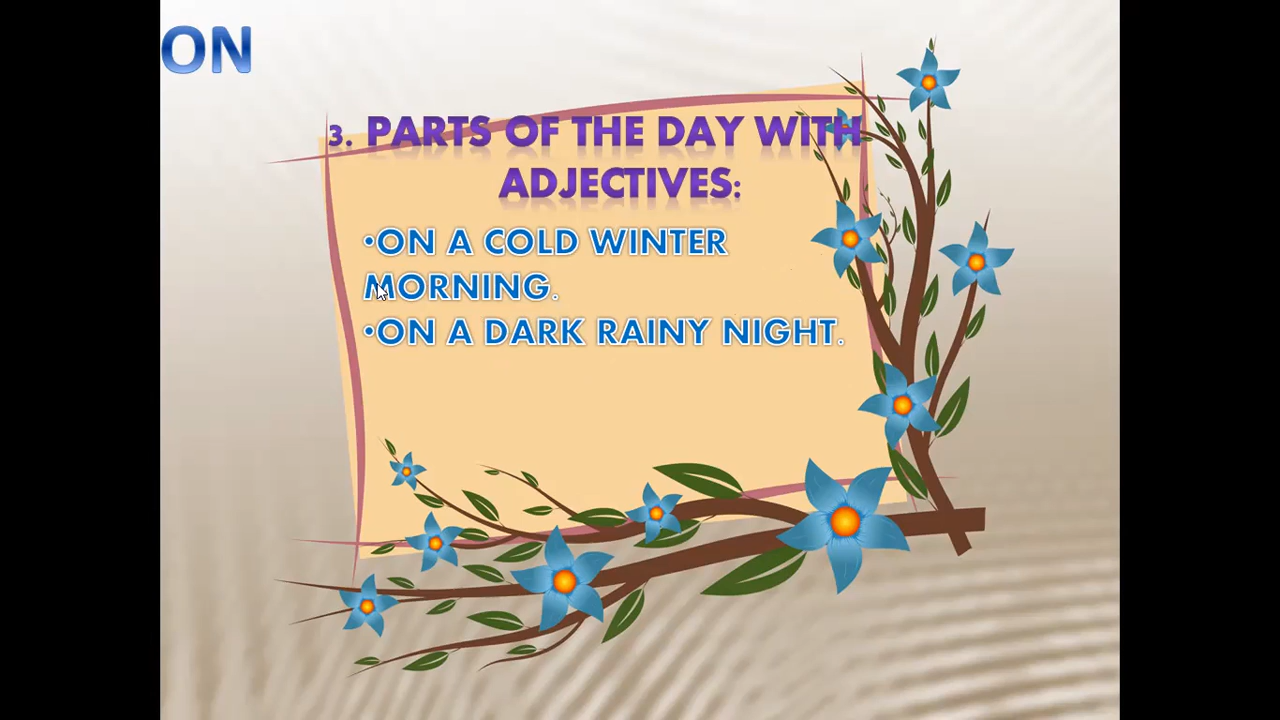 ON
3. PARTS OF THE DAY WITH
ADJECTIVES:
•ON A COLD WINTER
MORNING.
•ON A DARK RAINY NIGHT.